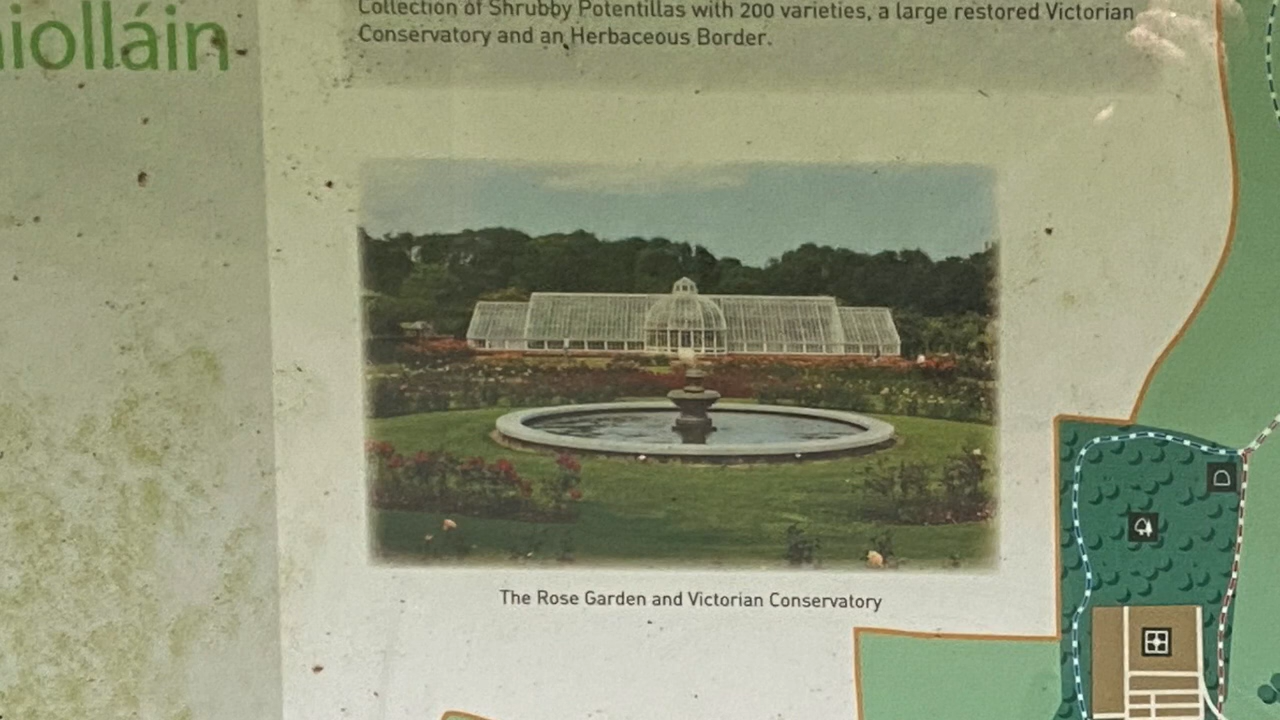 Collection of Shrubby Potentillas with 200 varieties, a large restored Victorian
Conservatory and an Herbaceous Border.
The Rose Garden and Victorian Conservatory